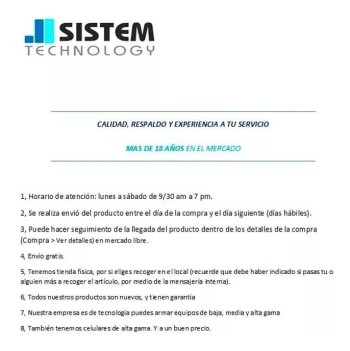 SISTEM
TECHNOLOGY
CALIDAD, RESPALDO Y EXPERIENCIA A TU SERVICIO
MAS DE 18 AÑOS EN EL MERCADO
1, Horario de atención: lunes a sábado de 9/30 am a 7 pm.
2, Se realiza envió del producto entre el día de la compra y el día siguiente (días hábiles).
3, Puede hacer seguimiento de la llegada del producto dentro de los detalles de la compra
(Compra > Ver detalles) en mercado libre.
4, Envío gratis.
5, Tenemos tienda física, por si eliges recoger en el local (recuerde que debe haber indicado si pasas tu o
alguien más a recoger el artículo, por medio de la mensajería interna).
6, Todos nuestros productos son nuevos, y tienen garantía
7, Nuestra empresa es de tecnología puedes armar equipos de baja, media y alta gama
8, También tenemos celulares de alta gama. Y a un buen precio.